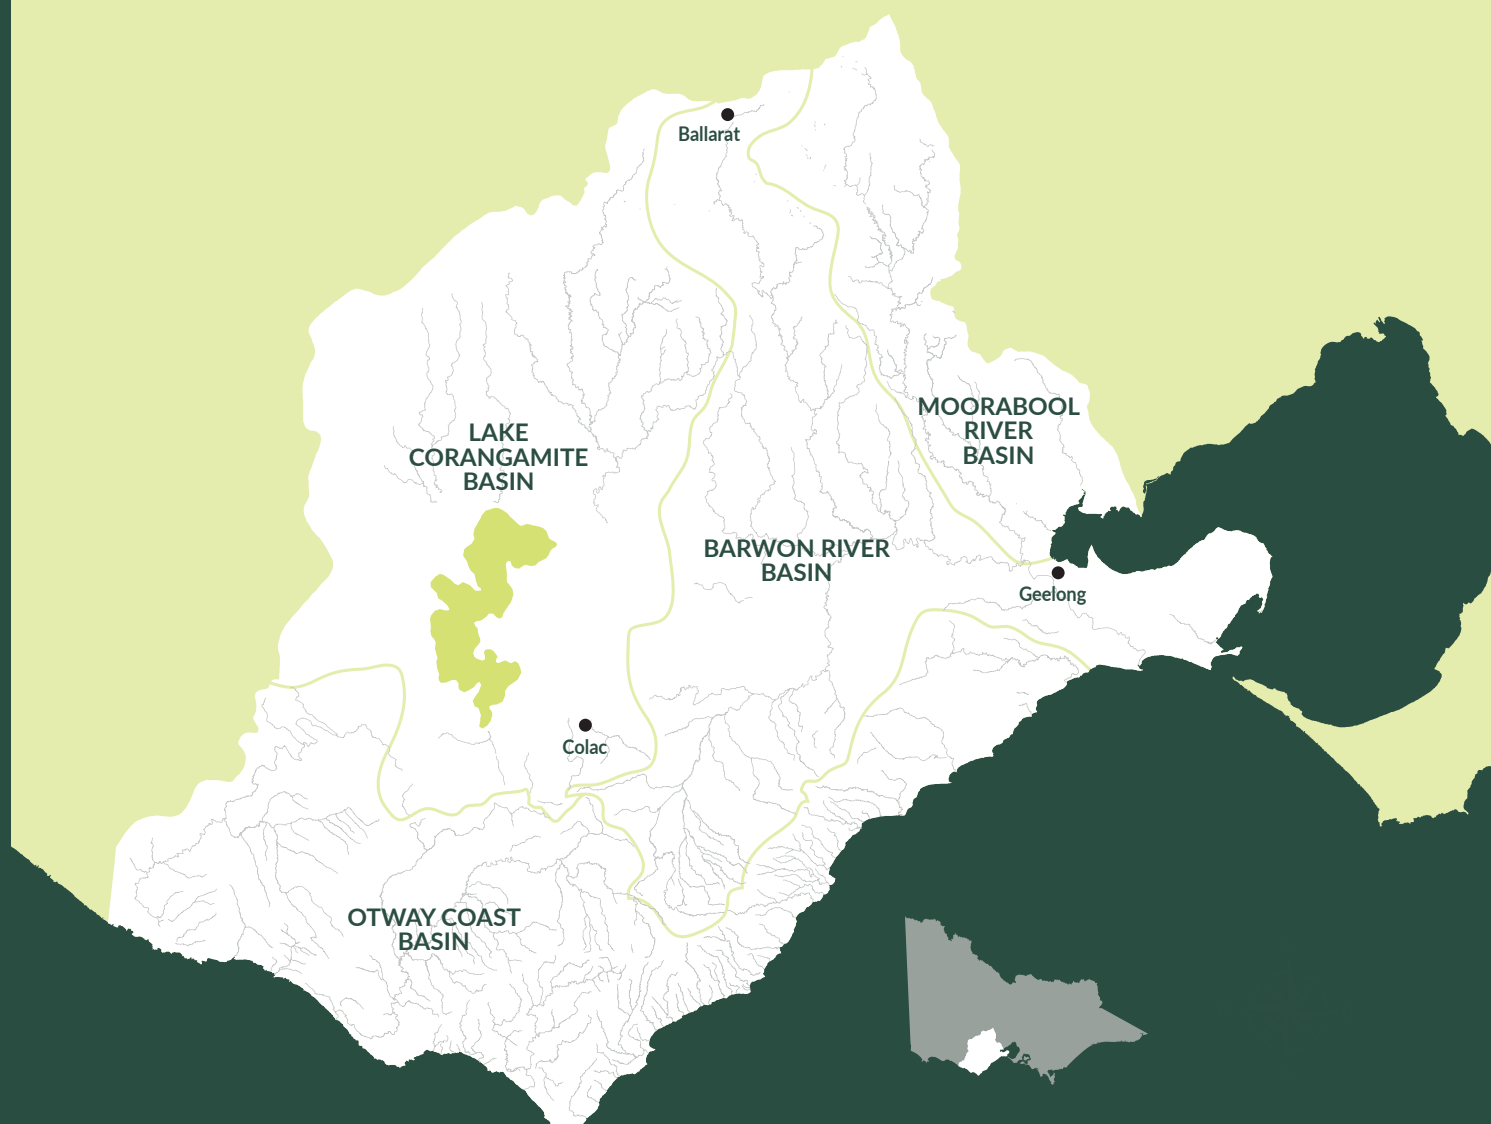 Ballarat
MOORABOOL
RIVER
BASIN
LAKE
CORANGAMITE
BASIN
BARWON RIVER
BASIN
Geelong
Colac
OTWAY COAST
BASIN